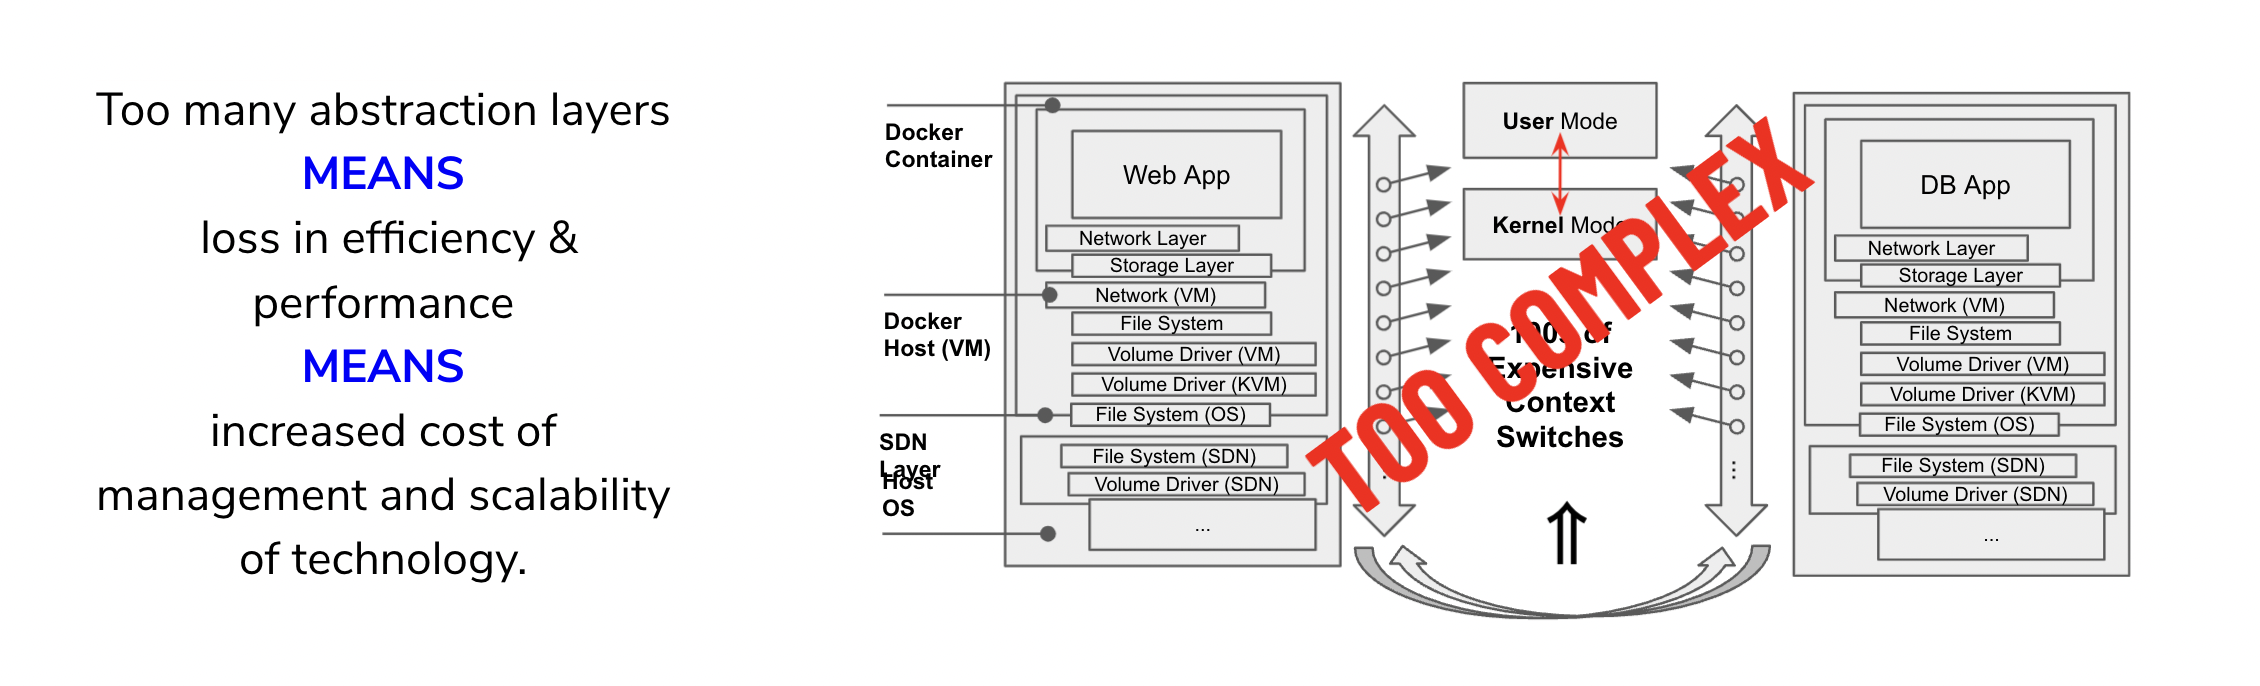 Too many abstraction layers
MEANS
loss in efficiency &
performance
MEANS
increased cost of
management and scalability
of technology.
Docker
Container
Docker
Host (VM)
SDN
Layer
Host
OS
Web App
Network Layer
Storage Layer
Network (VM)
File System
Volume Driver (VM)
Volume Driver (KVM)
File System (OS)
File System (SDN)
Volume Driver (SDN)
...
User Mode
Kernel Mode
100s of
Expensive
Context
Switches
TOO COMPLEX
DB App
Network Layer
Storage Layer
Network (VM)
File System
Volume Driver (VM)
Volume Driver (KVM)
File System (OS)
File System (SDN)
Volume Driver (SDN)
...